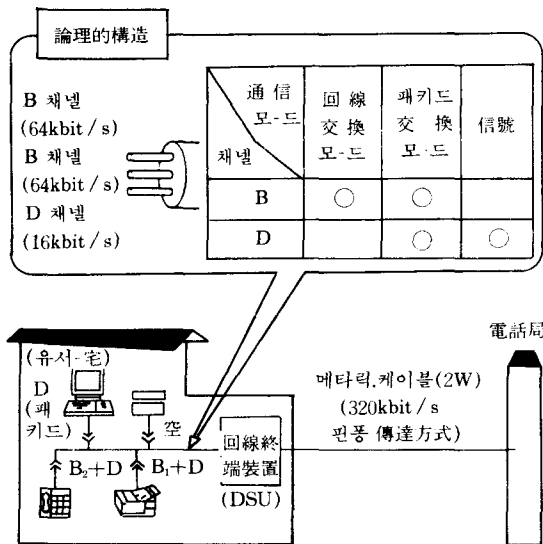 論理的構造
B 채넬
(64kbit/s)
B 채넬
(64kbit/s)
D 채넬
(16kbit/s)
通信
모-드
채넬
回線
交換
모-드
패키드
交換
모-드
信號
B ○ ○
D ○ ○
電話局
(유서-宅)
D
(패
키드)
空
B₂+D
B₁+D
回線終
端裝置
(DSU)
메타릭.케이블(2W)
(320kbit/s
핀퐁 傳達方式)